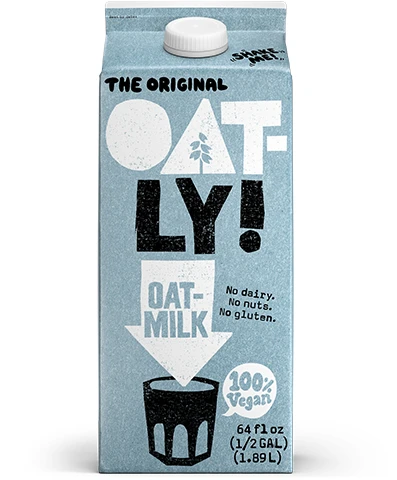 SHAKE
ME!
THE ORIGINAL
OAT-
LY!
OAT-
MILK
No dairy.
No nuts.
No gluten.
100%
Vegan
64 fl oz
(1/2 GAL)
(1.89L)